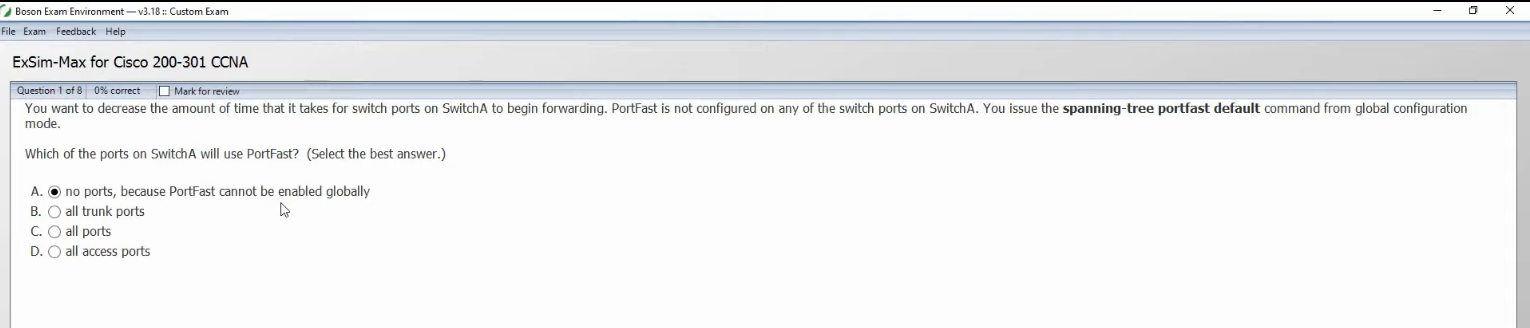 Boson Exam Environment — v3.18 :: Custom Exam
File Exam Feedback Help
ExSim-Max for Cisco 200-301 CCNA
Question 1 of 8 0% correct Mark for review
You want to decrease the amount of time that it takes for switch ports on SwitchA to begin forwarding. PortFast is not configured on any of the switch ports on SwitchA. You issue the spanning-tree portfast default command from global configuration
mode.
Which of the ports on SwitchA will use PortFast? (Select the best answer.)
A. no ports, because PortFast cannot be enabled globally
B. all trunk ports
C. all ports
D. all access ports